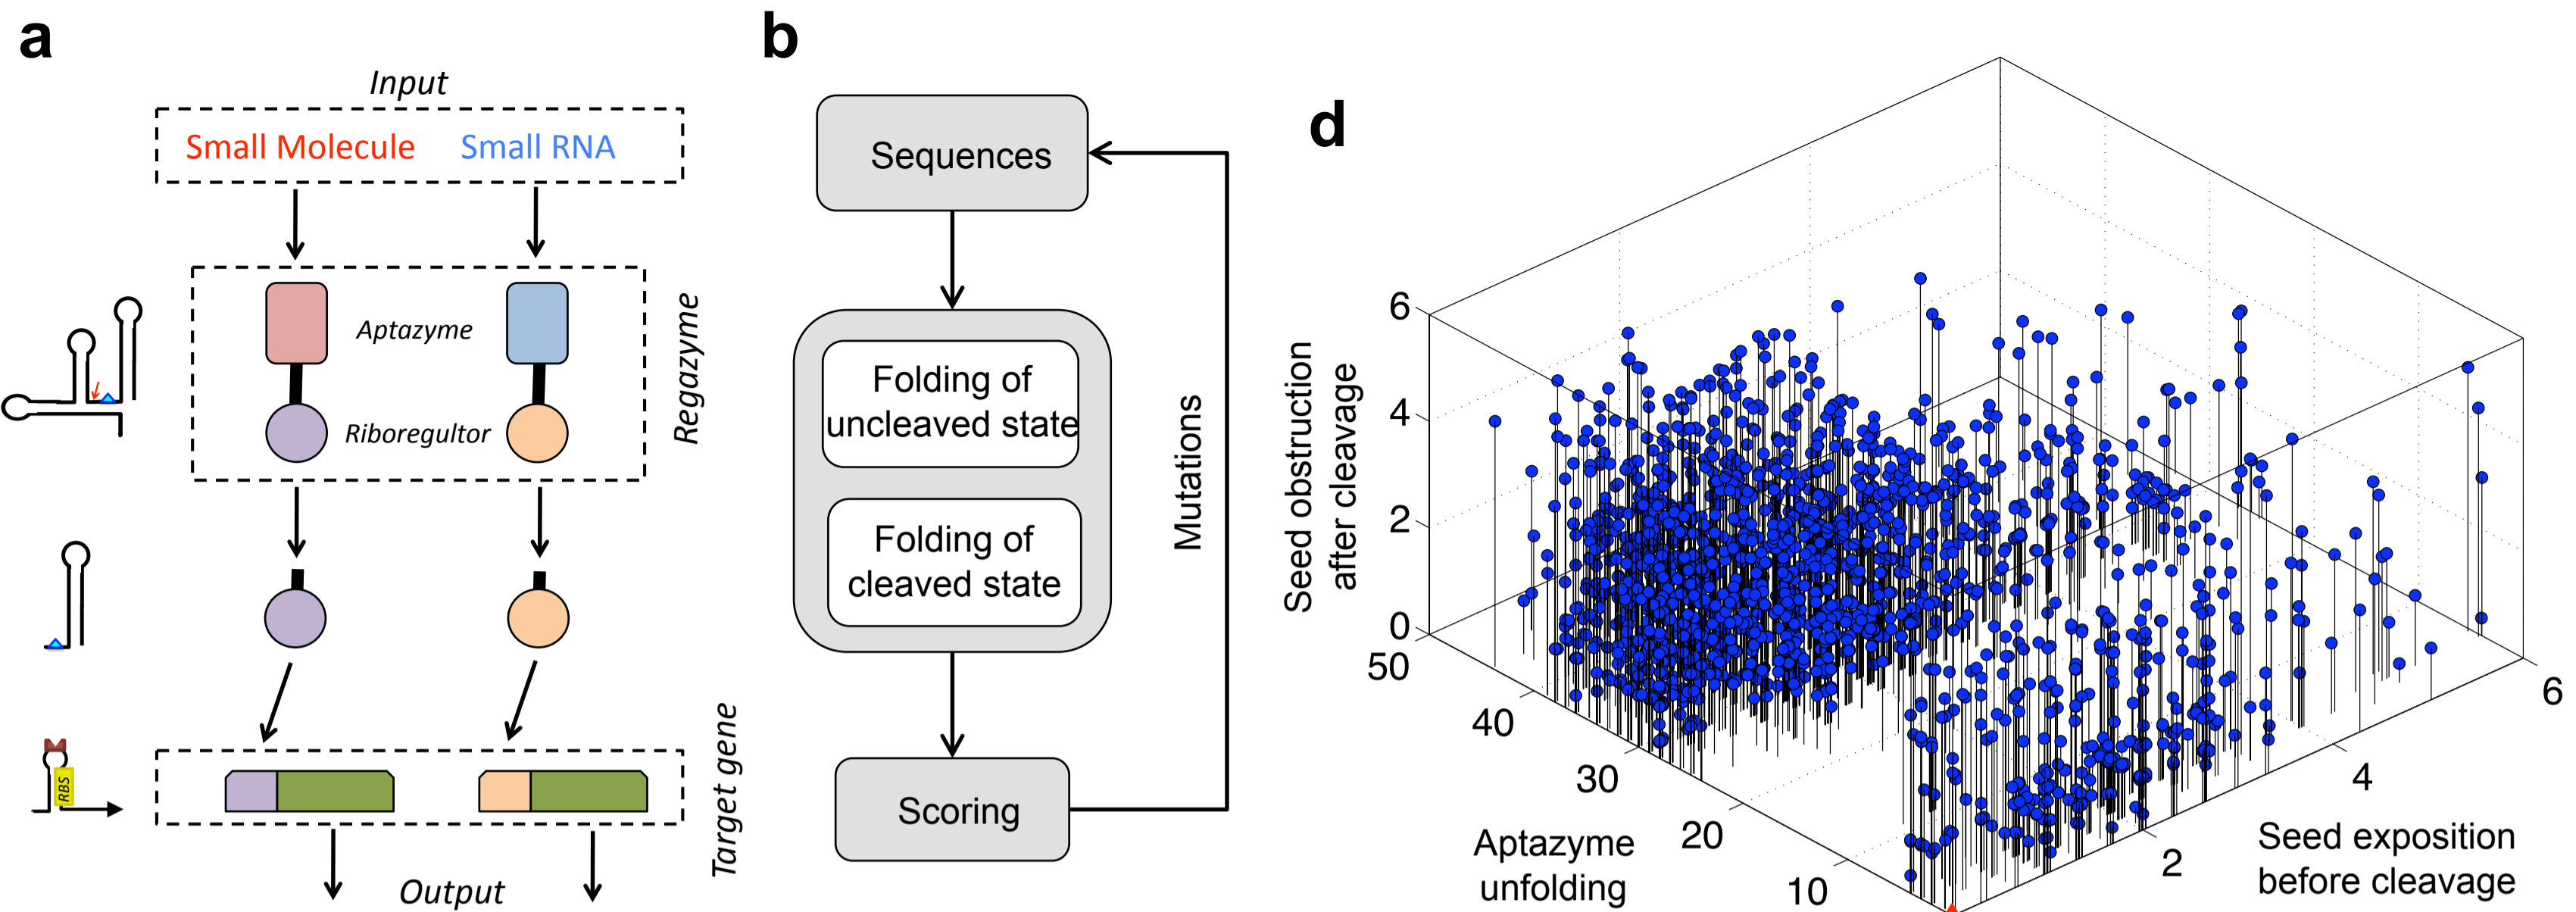 a
Input
Small Molecule
Small RNA
Aptazyme
Riboregultor
Regazyme
RBS
Target gene
Output
b
Sequences
Folding of
uncleaved state
Folding of
cleaved state
Scoring
Mutations
d
Seed obstruction
after cleavage
6
4
2
0
50
40
30
20
10
Aptazyme
unfolding
2
4
6
Seed exposition
before cleavage